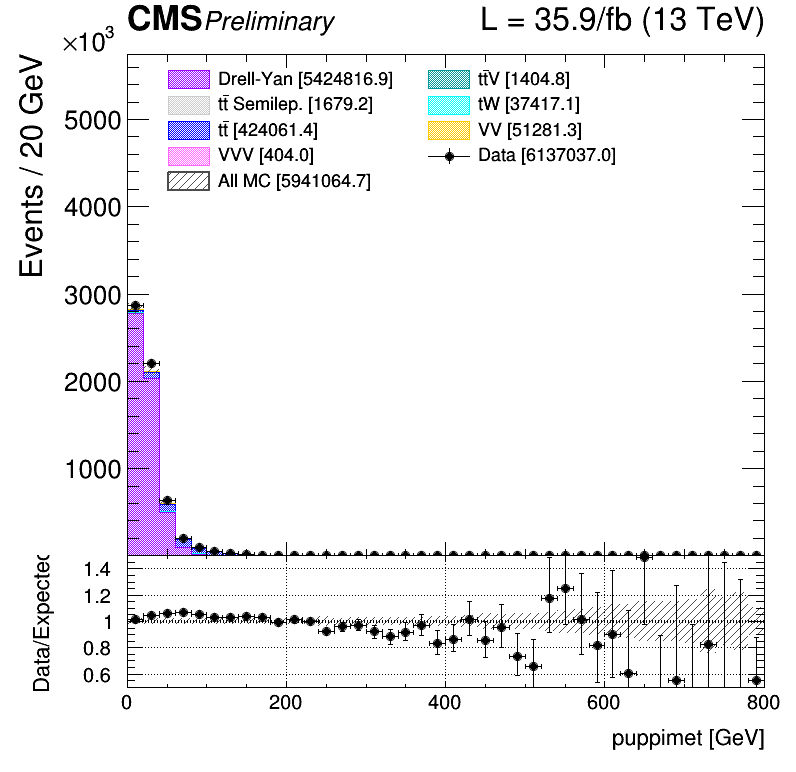 CMS Preliminary L = 35.9/fb (13 TeV)
×10³
Events / 20 GeV
Drell-Yan [5424816.9]
tt̄ Semilep. [1679.2]
tt̄ [424061.4]
VVV [404.0]
All MC [5941064.7]
tt̄V [1404.8]
tW [37417.1]
VV [51281.3]
Data [6137037.0]
5000
4000
3000
2000
1000
Data/Expected
1.4
1.2
1
0.8
0.6
0 200 400 600 800
puppimet [GeV]